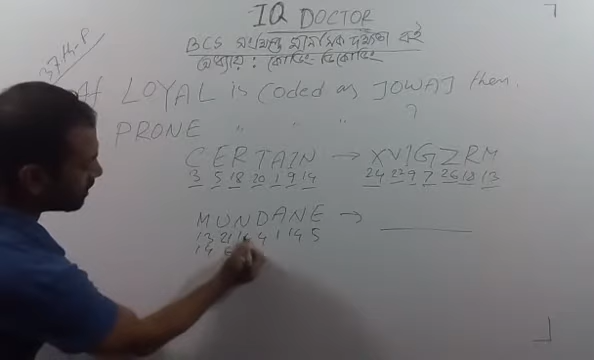 IQ DOCTOR
BCS সংখ্যাতে মানসিক দক্ষতা বই
অধ্যায় : কোডিং-ডিকোডিং
37th-P
If LOYAL is Coded as JOWAJ then
PRONE " " " ?
CERTAIN → XVIGZRM
3 5 18 20 1 9 14 24 22 9 7 26 18 13
MUNDANE →
13 21 14 4 1 14 5
14